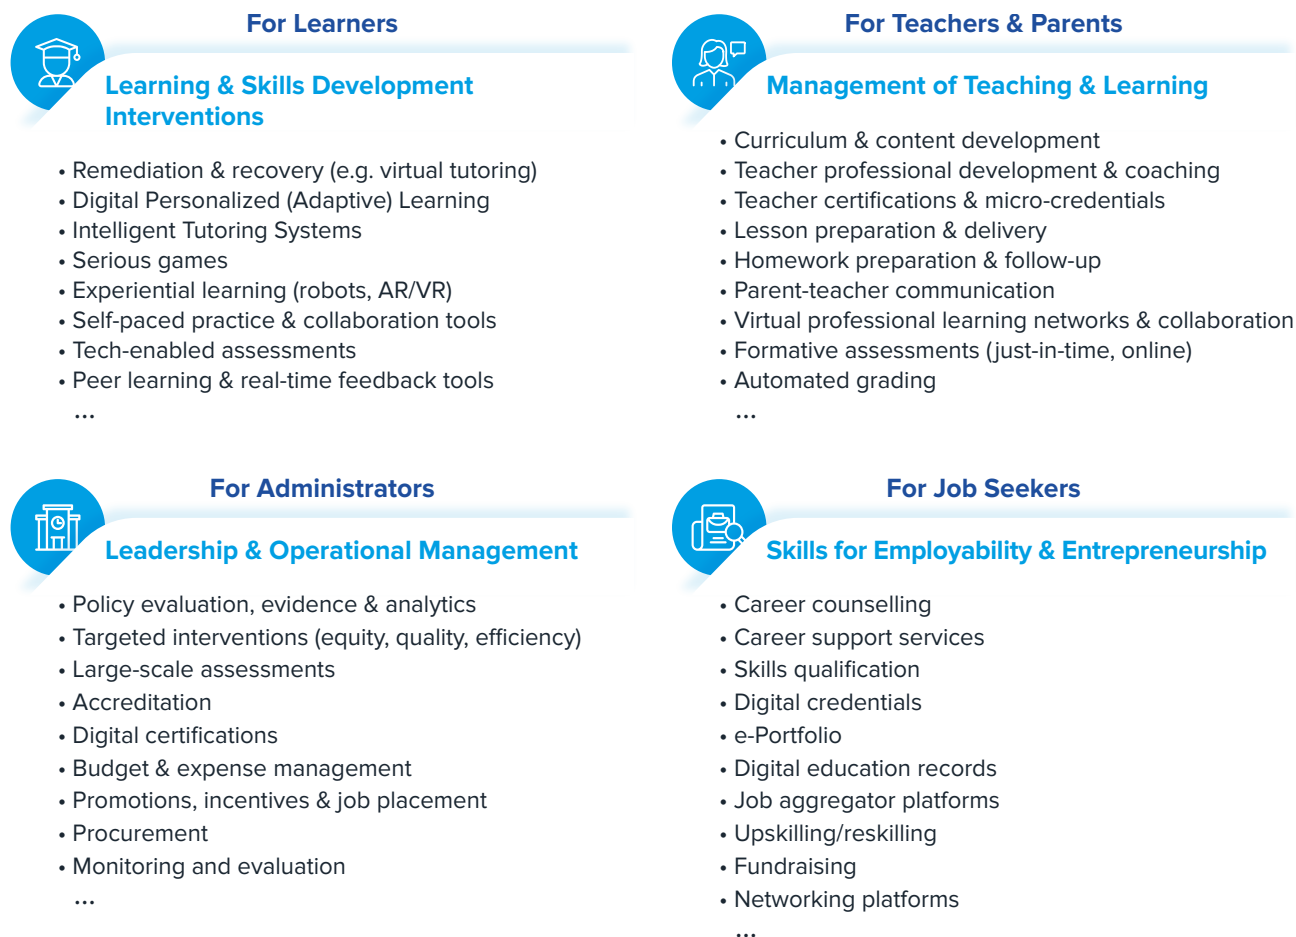 For Learners
Learning & Skills Development
Interventions
• Remediation & recovery (e.g. virtual tutoring)
• Digital Personalized (Adaptive) Learning
• Intelligent Tutoring Systems
• Serious games
• Experiential learning (robots, AR/VR)
• Self-paced practice & collaboration tools
• Tech-enabled assessments
• Peer learning & real-time feedback tools
...
For Teachers & Parents
Management of Teaching & Learning
• Curriculum & content development
• Teacher professional development & coaching
• Teacher certifications & micro-credentials
• Lesson preparation & delivery
• Homework preparation & follow-up
• Parent-teacher communication
• Virtual professional learning networks & collaboration
• Formative assessments (just-in-time, online)
• Automated grading
...
For Administrators
Leadership & Operational Management
• Policy evaluation, evidence & analytics
• Targeted interventions (equity, quality, efficiency)
• Large-scale assessments
• Accreditation
• Digital certifications
• Budget & expense management
• Promotions, incentives & job placement
• Procurement
• Monitoring and evaluation
...
For Job Seekers
Skills for Employability & Entrepreneurship
• Career counselling
• Career support services
• Skills qualification
• Digital credentials
• e-Portfolio
• Digital education records
• Job aggregator platforms
• Upskilling/reskilling
• Fundraising
• Networking platforms
...